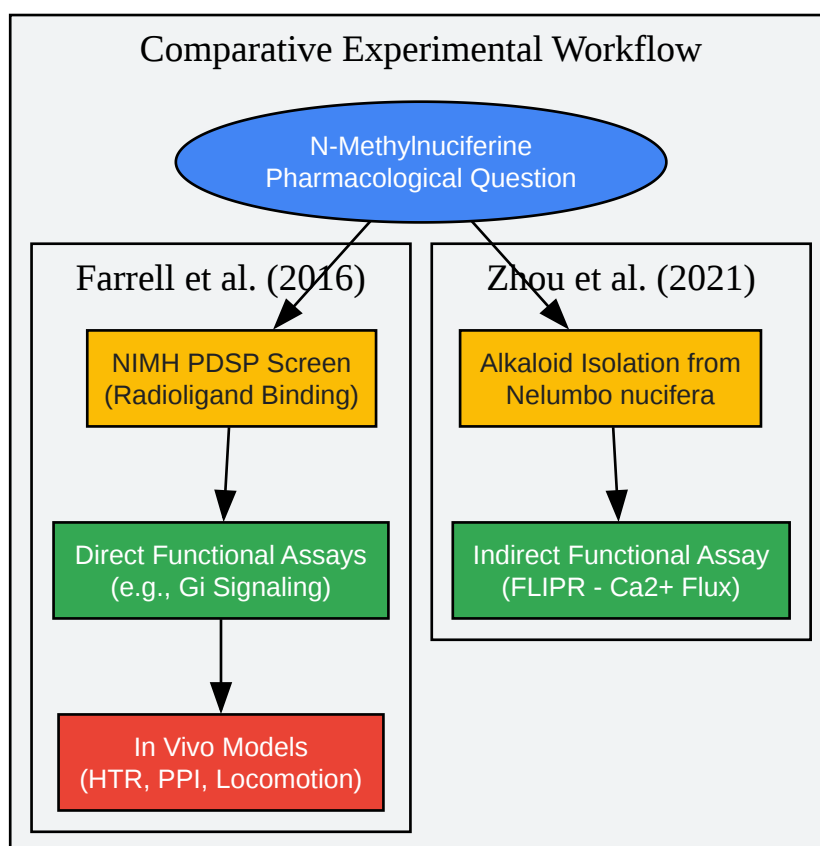 Comparative Experimental Workflow
N-Methylnuciferine
Pharmacological Question
Farrell et al. (2016)
NIMH PDSP Screen
(Radioligand Binding)
Direct Functional Assays
(e.g., Gi Signaling)
In Vivo Models
(HTR, PPI, Locomotion)
Zhou et al. (2021)
Alkaloid Isolation from
Nelumbo nucifera
Indirect Functional Assay
(FLIPR - Ca2+ Flux)